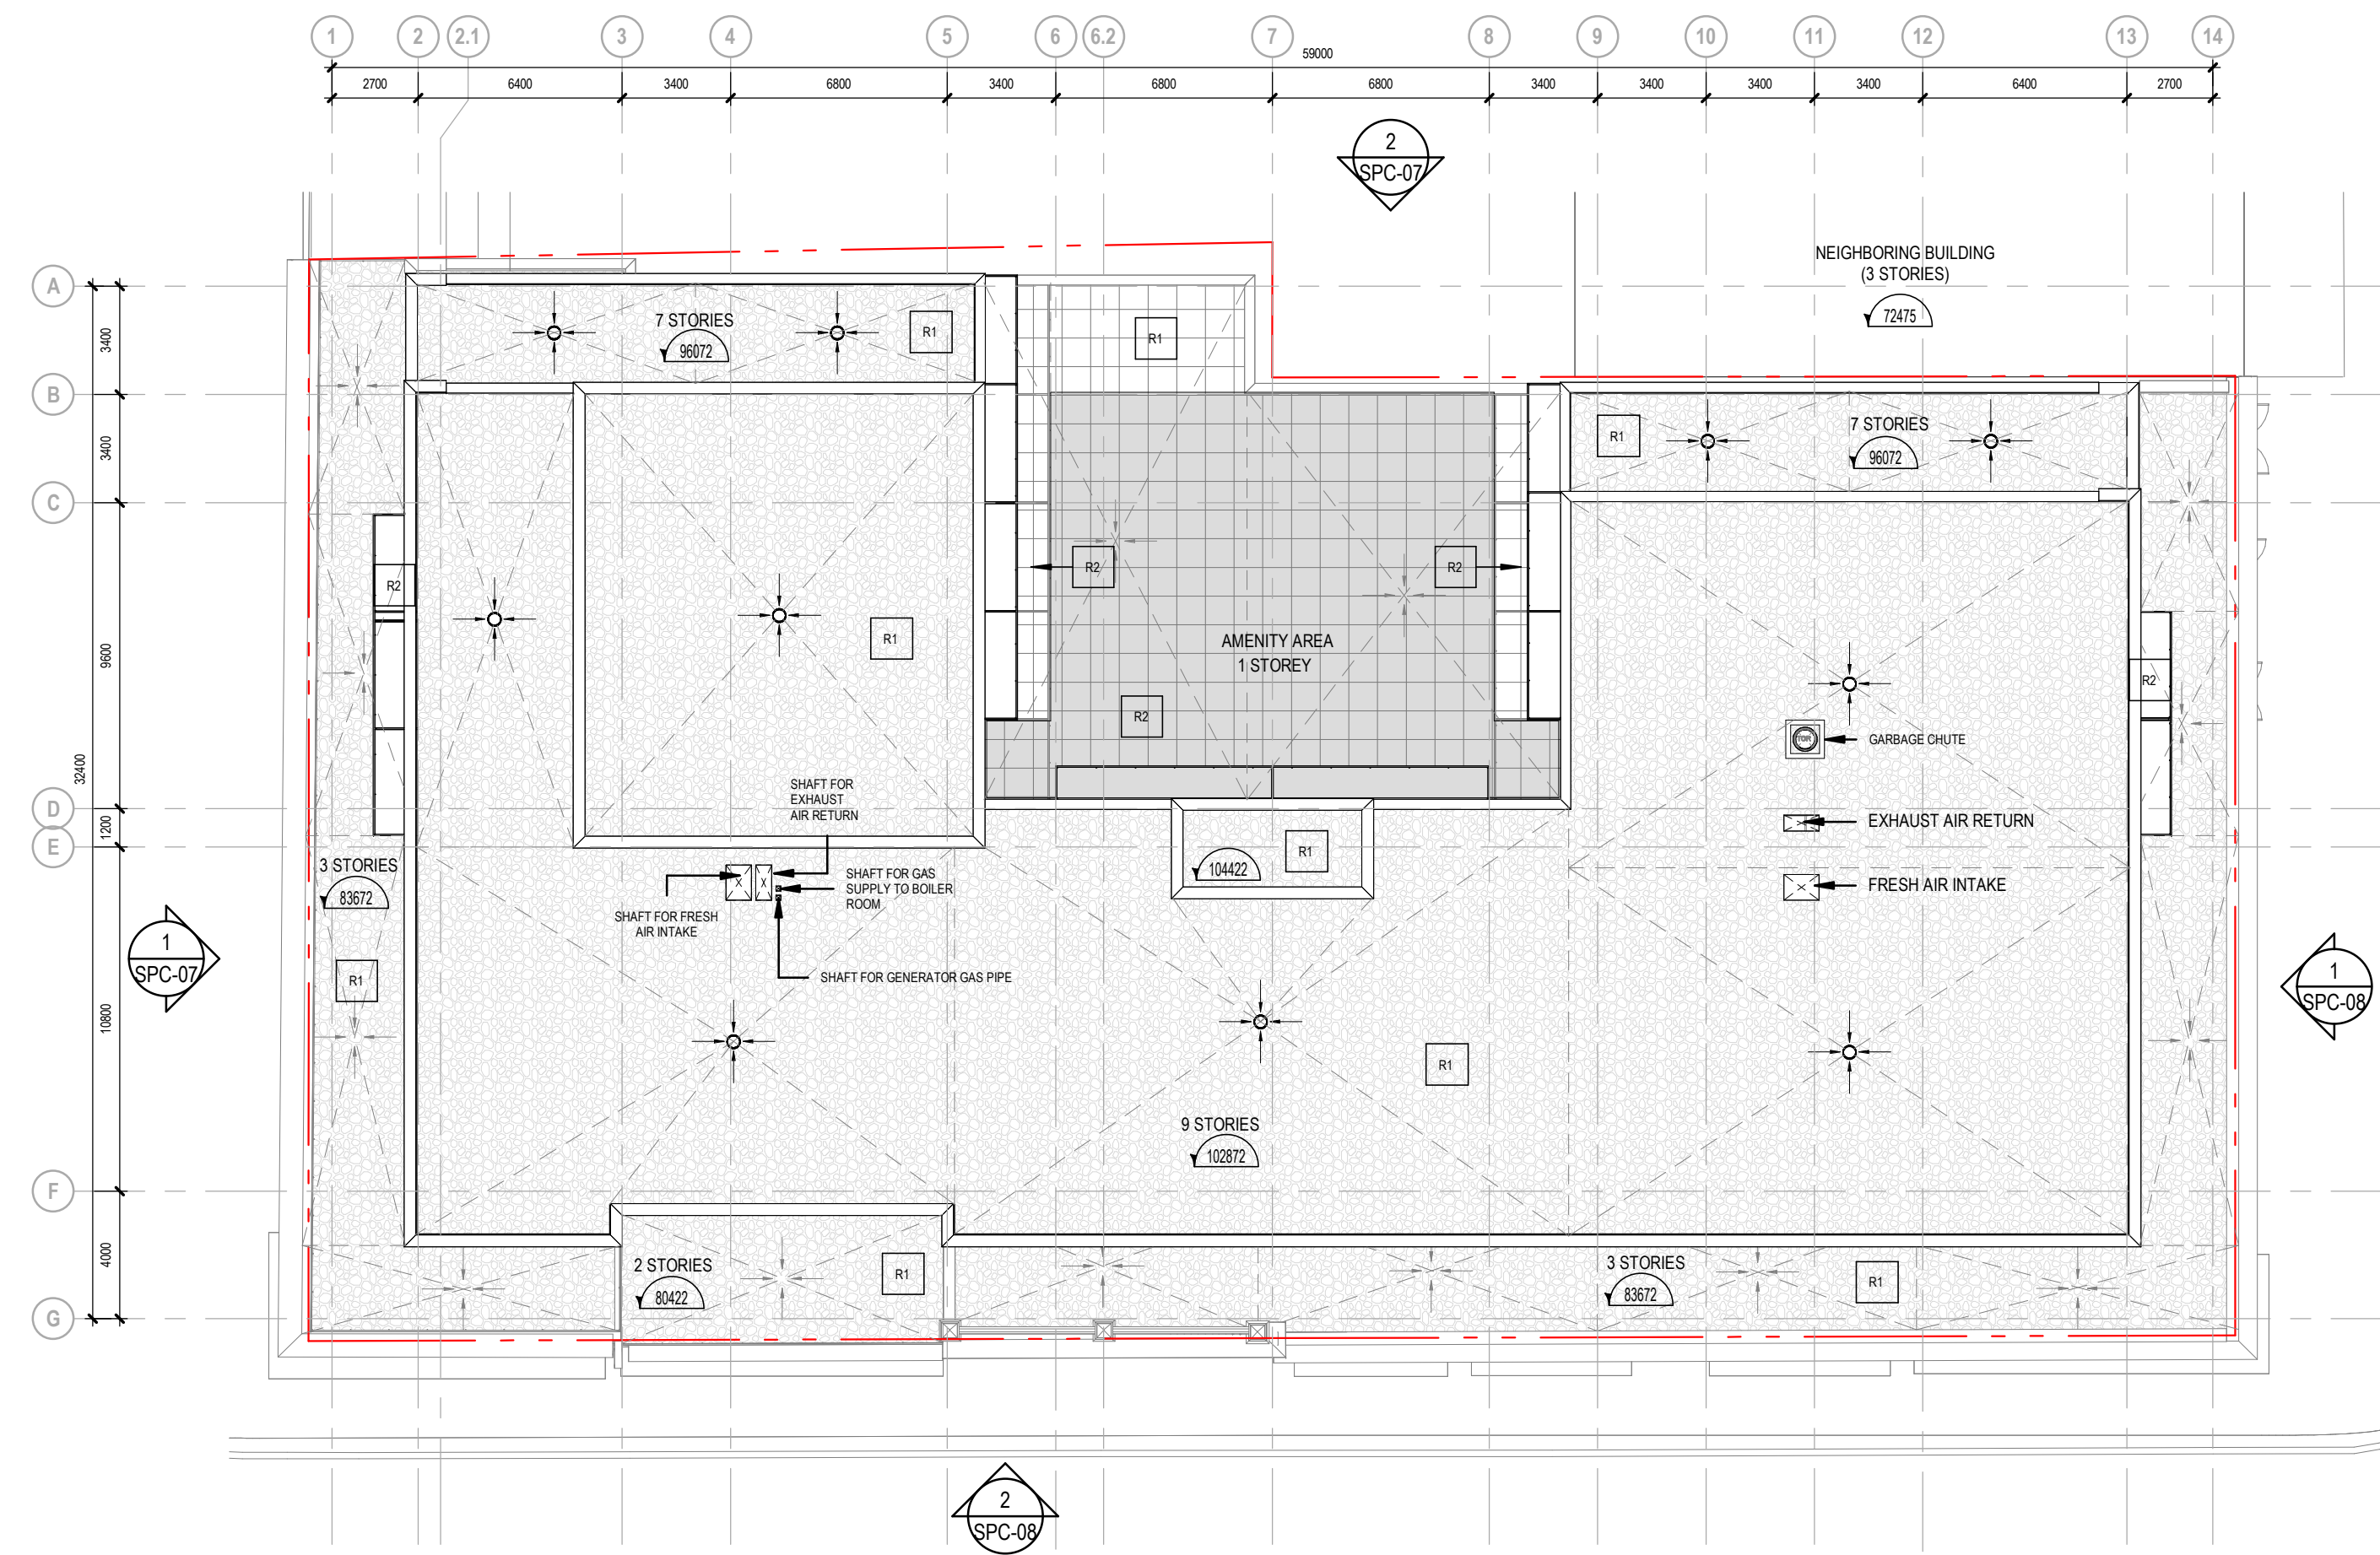 1 2 2.1 3 4 5 6 6.2 7 8 9 10 11 12 13 14
59000
2700 6400 3400 6800 3400 6800 6800 3400 3400 3400 3400 6400 2700
2
SPC-07
NEIGHBORING BUILDING
(3 STORIES)
72475
A
B
C
D
E
F
G
3400
3400
9600
32400
1200
10800
4000
7 STORIES
96072
R1
R1
7 STORIES
96072
R1
R2
R2
R2
R1
AMENITY AREA
1 STOREY
R2
R2
GARBAGE CHUTE
SHAFT FOR
EXHAUST
AIR RETURN
EXHAUST AIR RETURN
3 STORIES
83672
R1
SHAFT FOR GAS
SUPPLY TO BOILER
ROOM
SHAFT FOR FRESH
AIR INTAKE
SHAFT FOR GENERATOR GAS PIPE
104422
R1
FRESH AIR INTAKE
1
SPC-07
1
SPC-08
R1
9 STORIES
102872
2 STORIES
80422
R1
3 STORIES
83672
R1
2
SPC-08